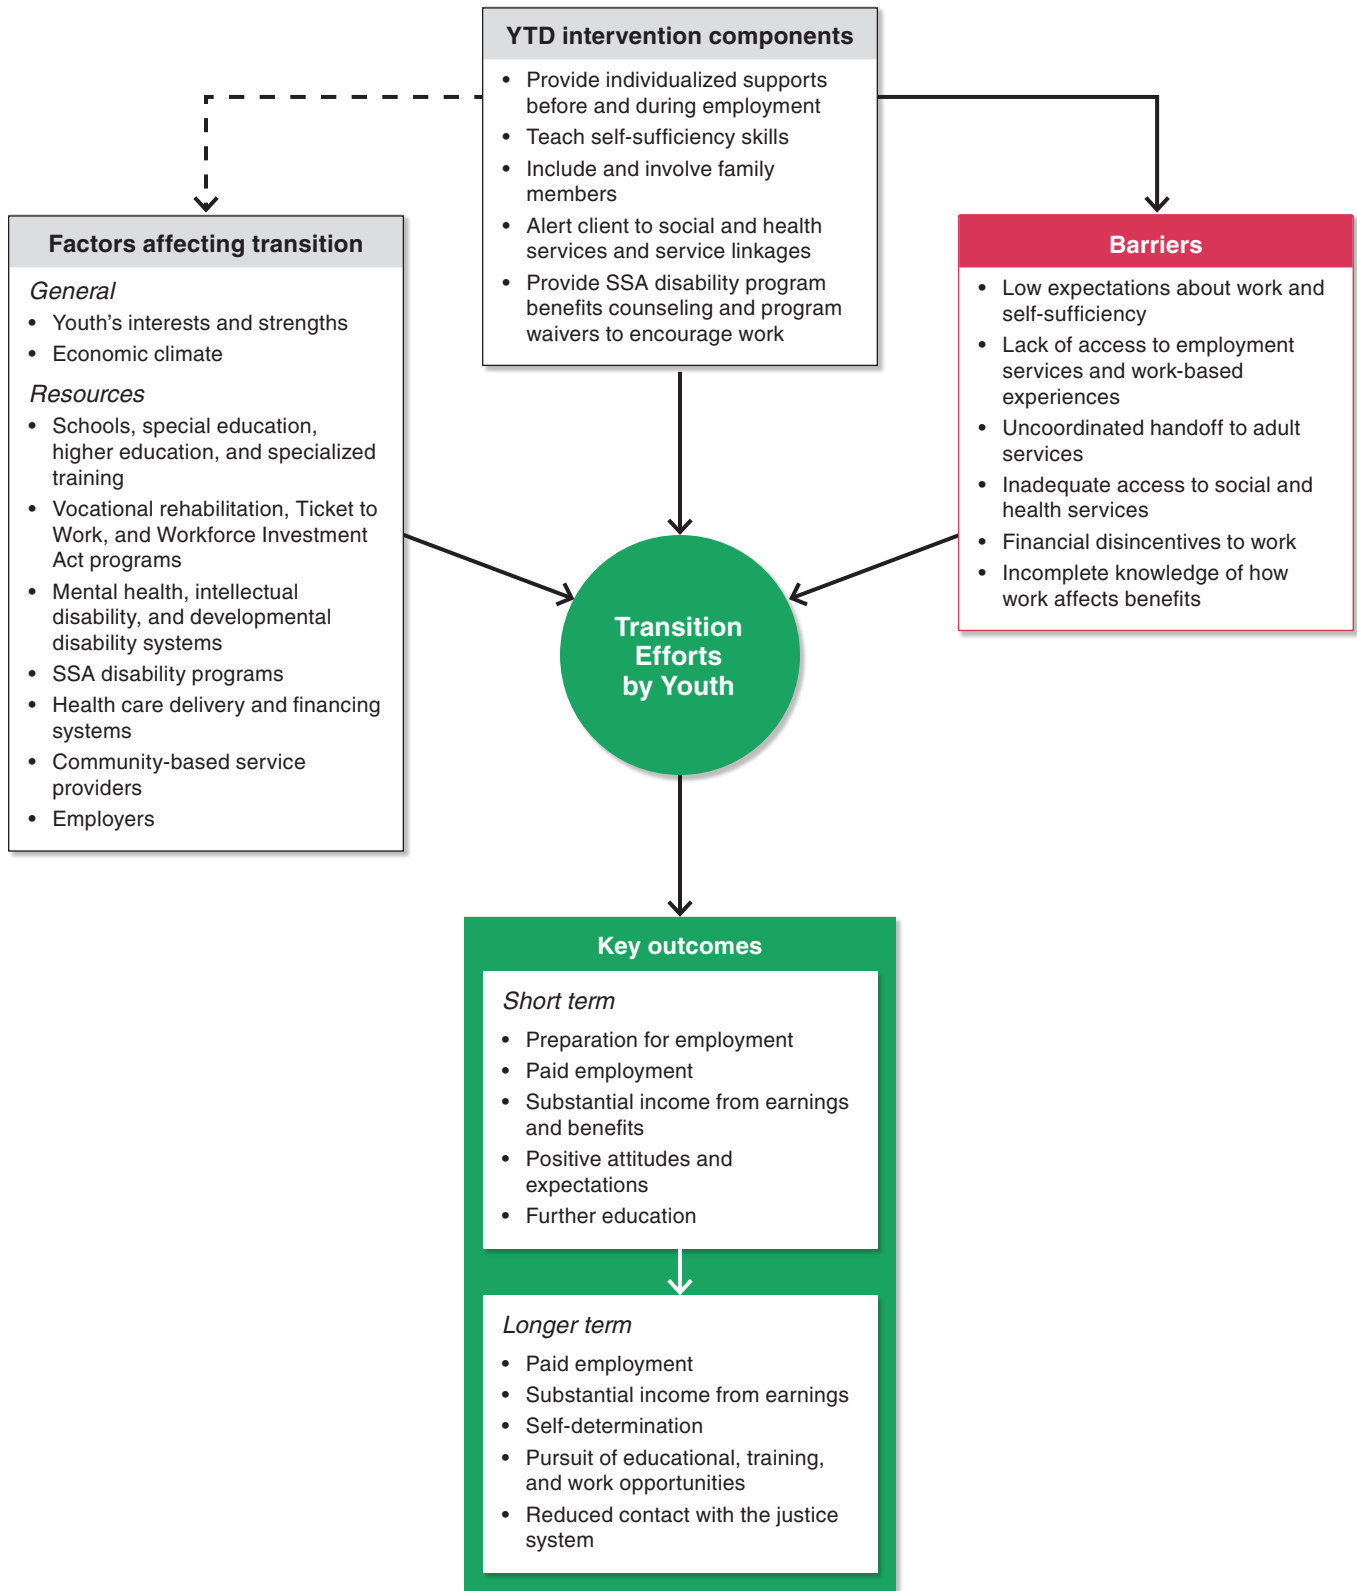 YTD intervention components
• Provide individualized supports
before and during employment
• Teach self-sufficiency skills
• Include and involve family
members
• Alert client to social and health
services and service linkages
• Provide SSA disability program
benefits counseling and program
waivers to encourage work
Factors affecting transition
General
• Youth’s interests and strengths
• Economic climate
Resources
• Schools, special education,
higher education, and specialized
training
• Vocational rehabilitation, Ticket to
Work, and Workforce Investment
Act programs
• Mental health, intellectual
disability, and developmental
disability systems
• SSA disability programs
• Health care delivery and financing
systems
• Community-based service
providers
• Employers
Barriers
• Low expectations about work and
self-sufficiency
• Lack of access to employment
services and work-based
experiences
• Uncoordinated handoff to adult
services
• Inadequate access to social and
health services
• Financial disincentives to work
• Incomplete knowledge of how
work affects benefits
Transition
Efforts
by Youth
Key outcomes
Short term
• Preparation for employment
• Paid employment
• Substantial income from earnings
and benefits
• Positive attitudes and
expectations
• Further education
Longer term
• Paid employment
• Substantial income from earnings
• Self-determination
• Pursuit of educational, training,
and work opportunities
• Reduced contact with the justice
system